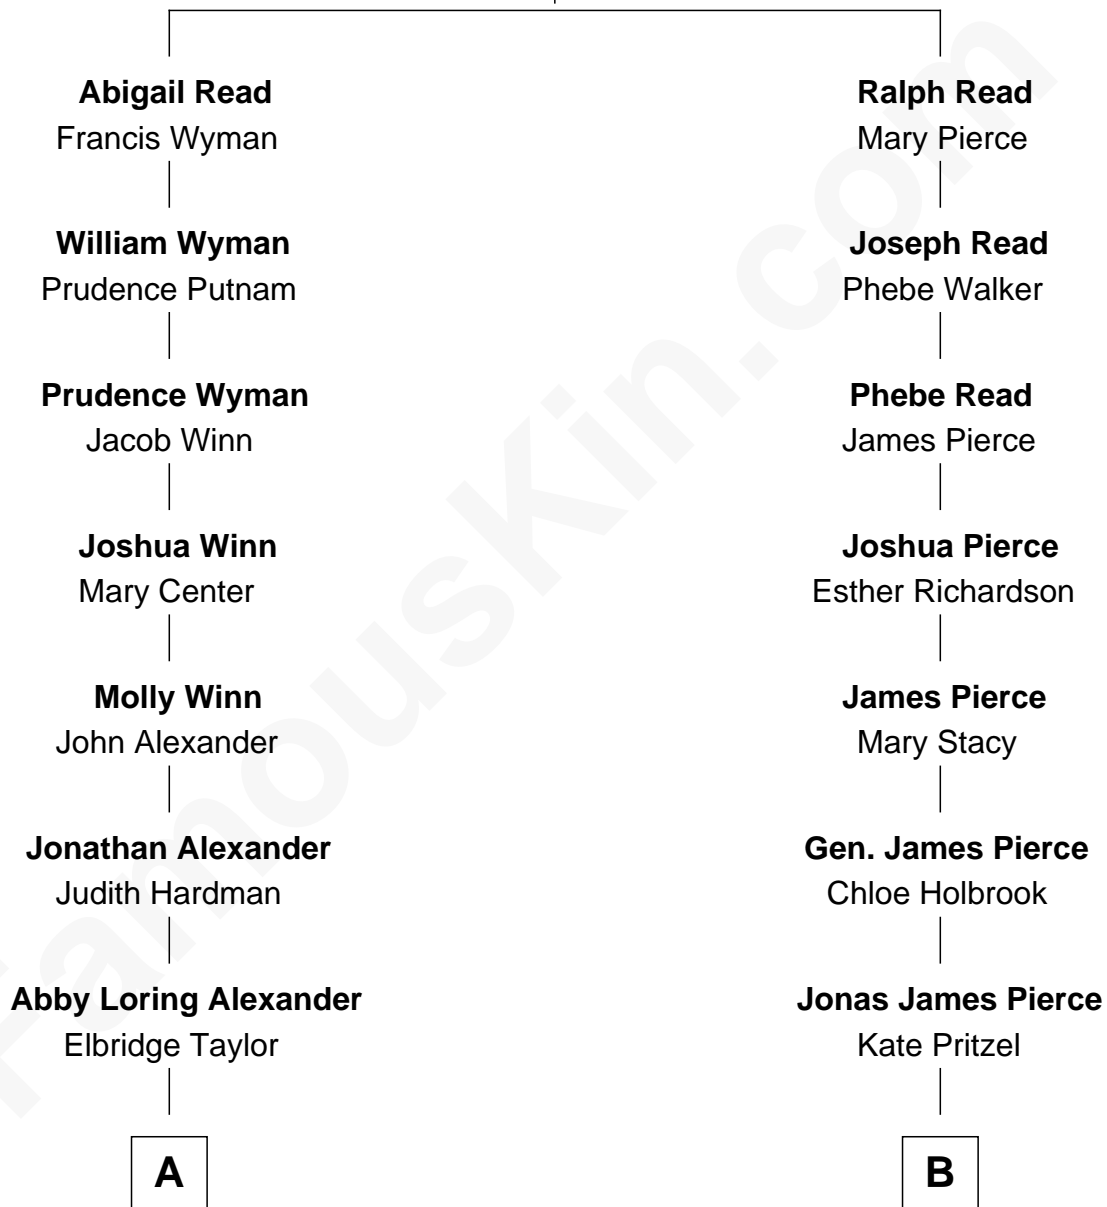 Abigail Read
Francis Wyman
Ralph Read
Mary Pierce
William Wyman
Prudence Putnam
Joseph Read
Phebe Walker
Prudence Wyman
Jacob Winn
Phebe Read
James Pierce
Joshua Winn
Mary Center
Joshua Pierce
Esther Richardson
Molly Winn
John Alexander
James Pierce
Mary Stacy
Jonathan Alexander
Judith Hardman
Gen. James Pierce
Chloe Holbrook
Abby Loring Alexander
Elbridge Taylor
Jonas James Pierce
Kate Pritzel
A
B
FamousKin.com